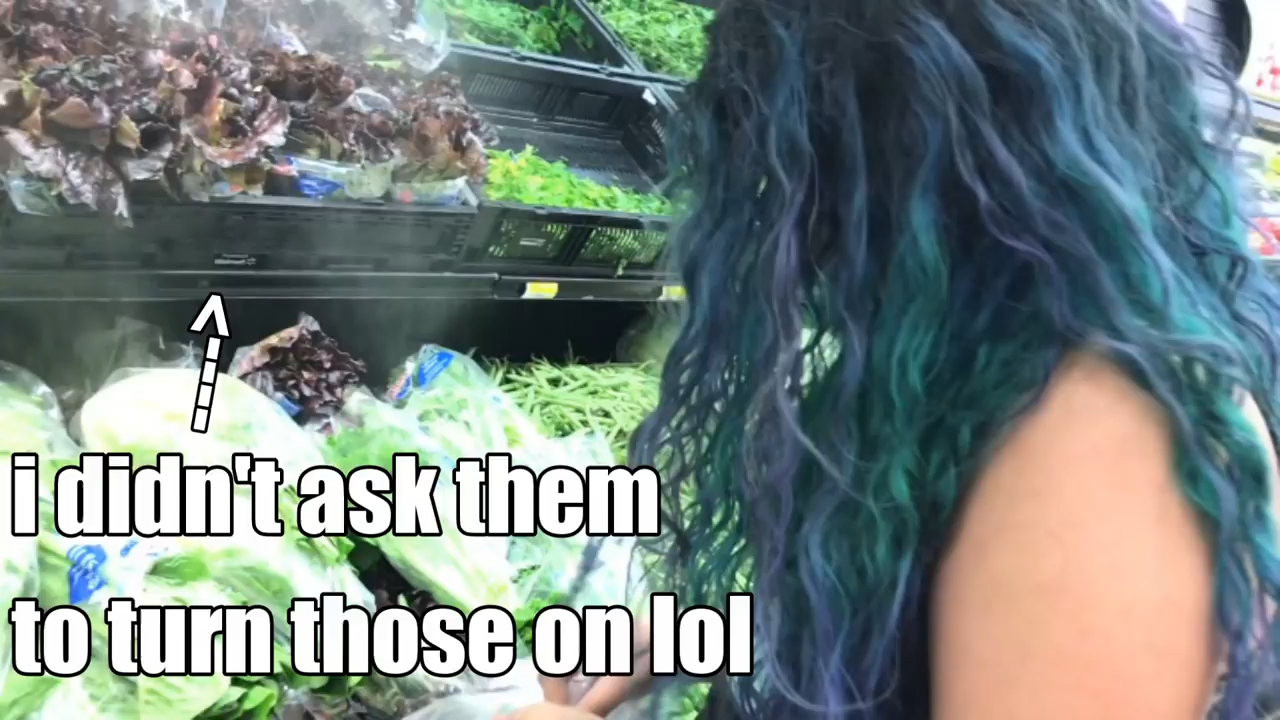 i didn't ask them
to turn those on lol